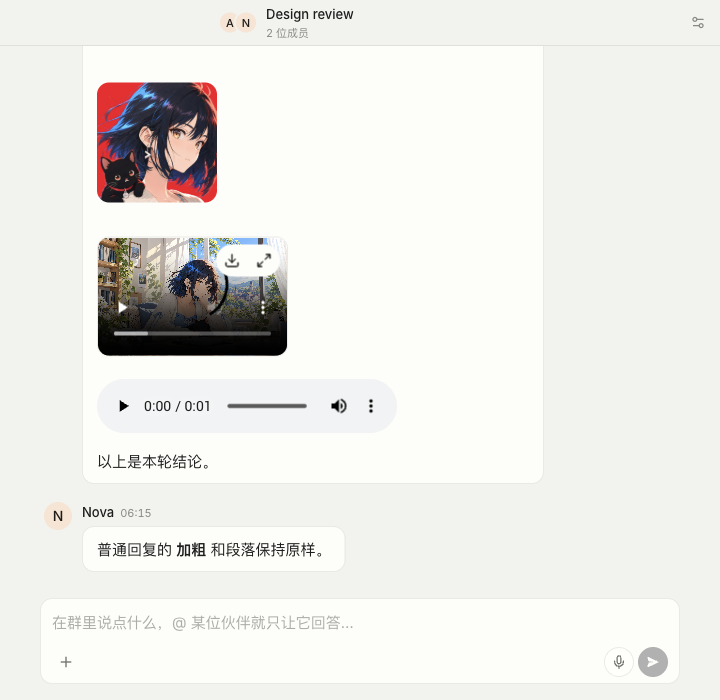 A N Design review
2 位成员
0:00 / 0:01
以上是本轮结论。
N Nova 06:15
普通回复的 加粗 和段落保持原样。
在群里说点什么，@ 某位伙伴就只让它回答...